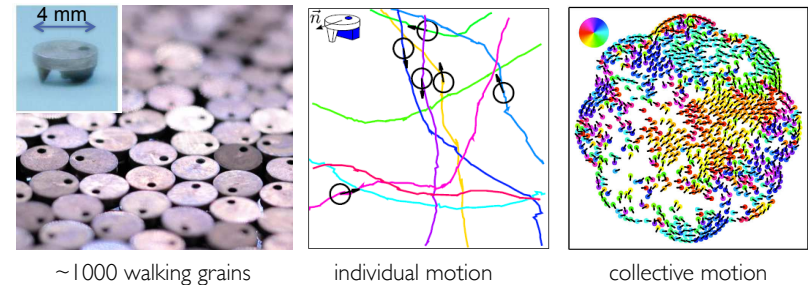 4 mm
n⃗
~1000 walking grains
individual motion
collective motion